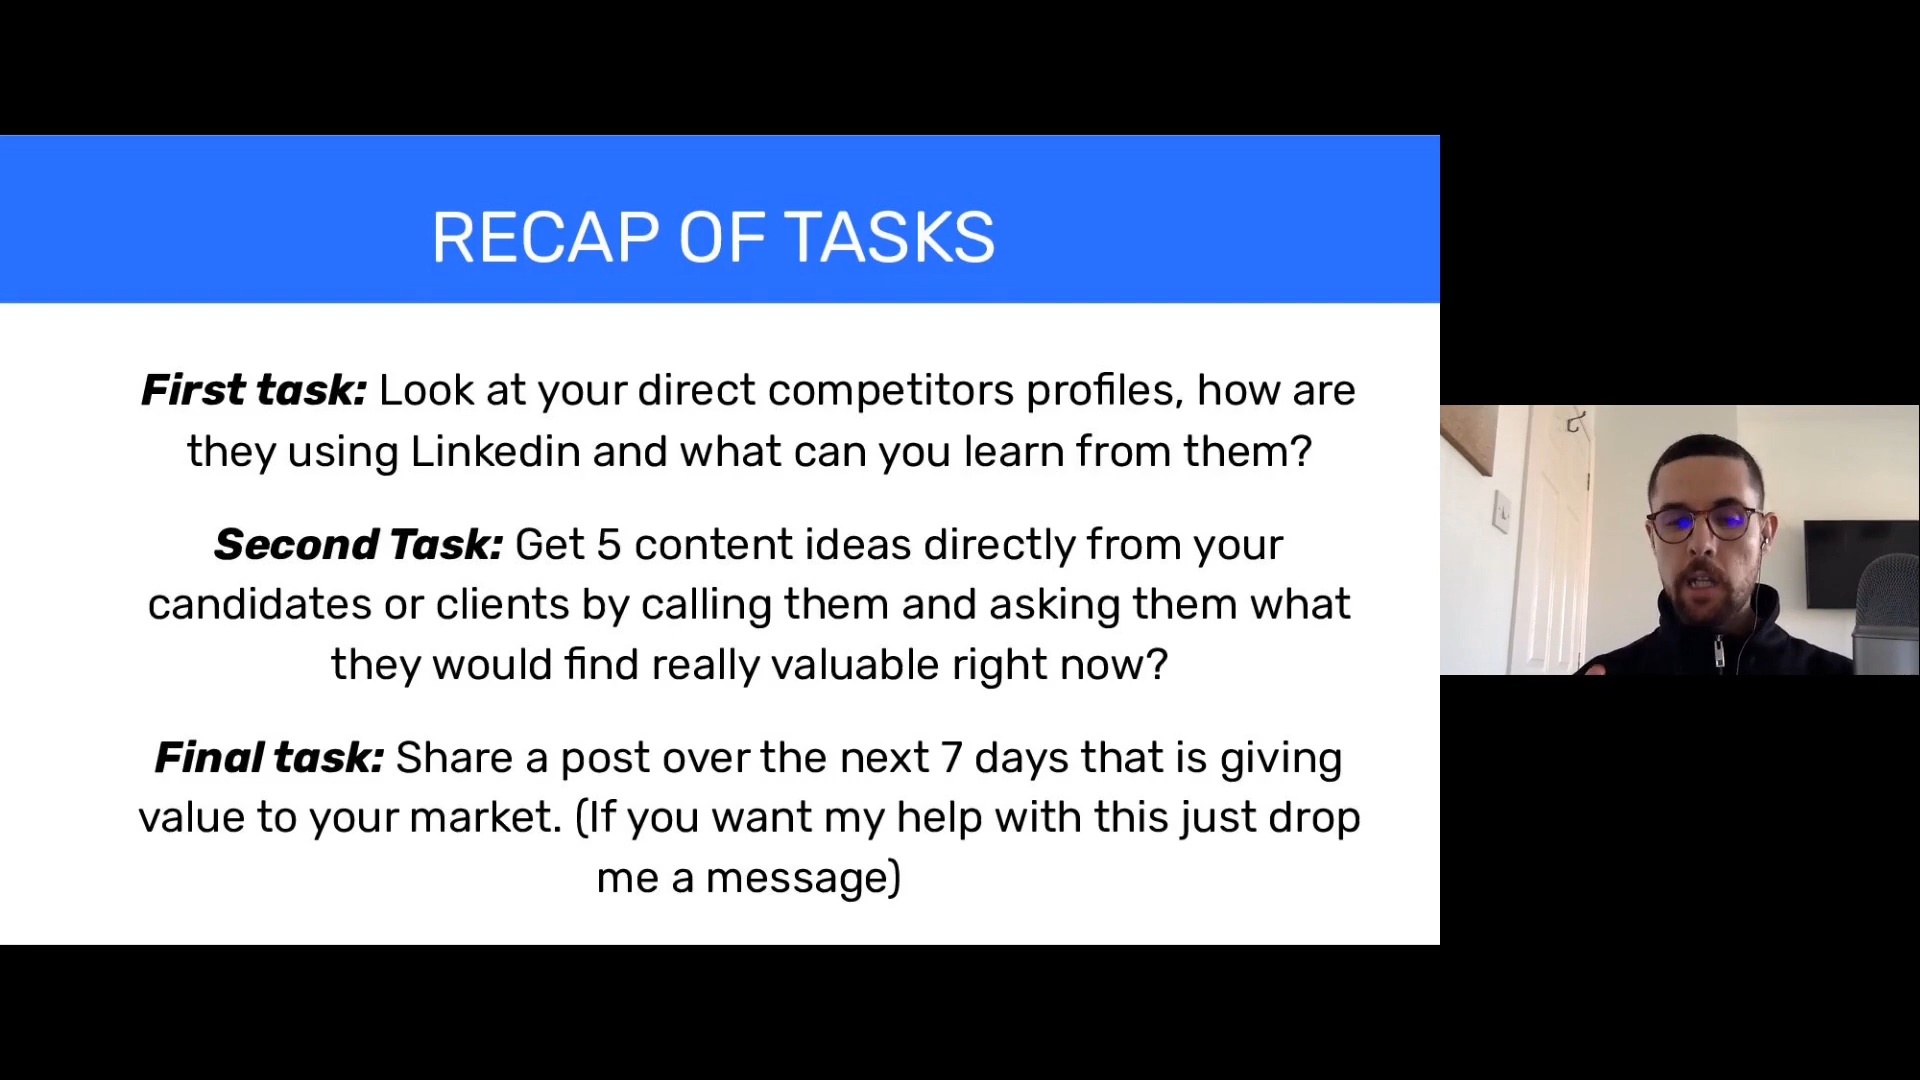 RECAP OF TASKS
First task: Look at your direct competitors profiles, how are
they using Linkedin and what can you learn from them?
Second Task: Get 5 content ideas directly from your
candidates or clients by calling them and asking them what
they would find really valuable right now?
Final task: Share a post over the next 7 days that is giving
value to your market. (If you want my help with this just drop
me a message)